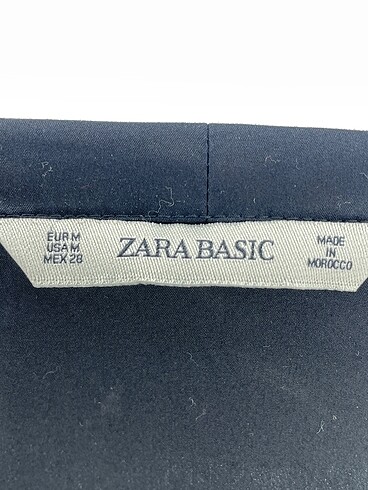 EUR M
USA M
MEX 28
ZARA BASIC
MADE
IN
MOROCCO